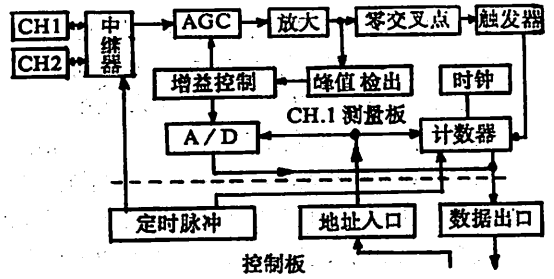 CH1
CH2
中继器
AGC
放大
零交叉点
触发器
增益控制
峰值检出
时钟
CH.1 测量板
A/D
计数器
定时脉冲
地址入口
数据出口
控制板